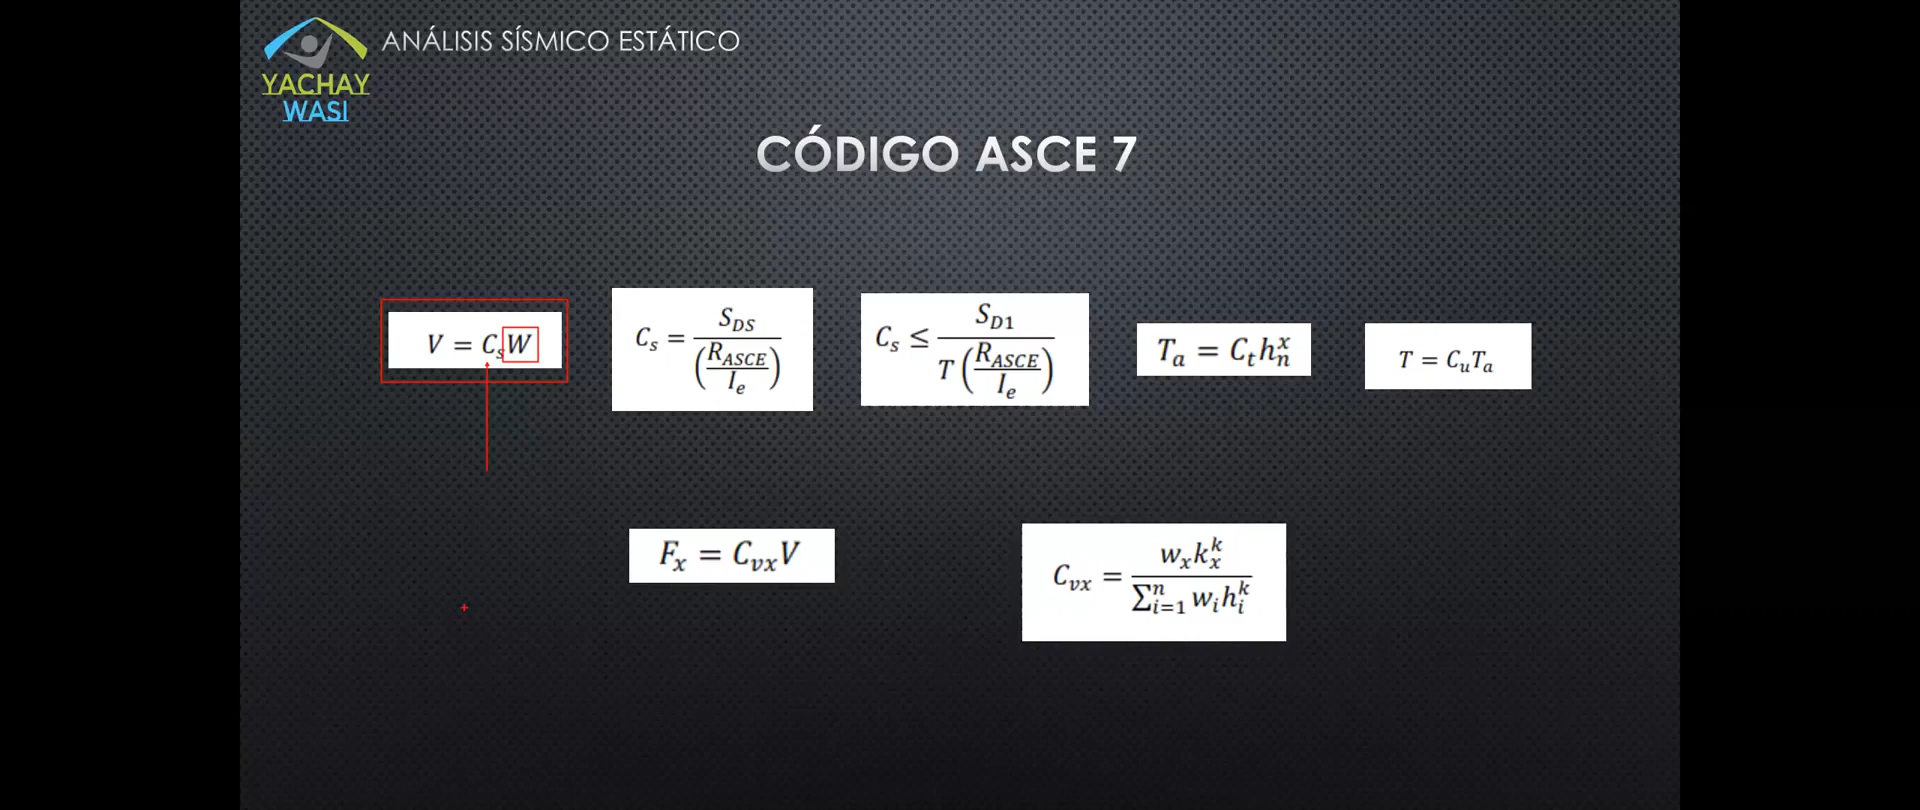 ANÁLISIS SÍSMICO ESTÁTICO
YACHAY
WASI
CÓDIGO ASCE 7
V = C_s W
C_s = S_DS / (R_ASCE / I_e)
C_s ≤ S_D1 / T (R_ASCE / I_e)
T_a = C_t h_n^x
T = C_u T_a
F_x = C_vx V
C_vx = w_x k_x^k / ∑_{i=1}^n w_i h_i^k